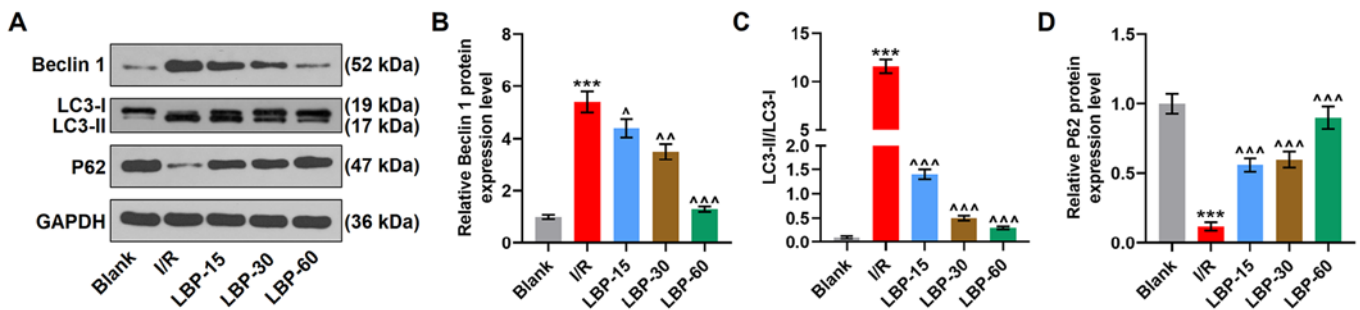 A
Beclin 1
(52 kDa)
LC3-I
(19 kDa)
LC3-II
(17 kDa)
P62
(47 kDa)
GAPDH
(36 kDa)
Blank
I/R
LBP-15
LBP-30
LBP-60
B
Relative Beclin 1 protein
expression level
8
6
4
2
0
***
^
^^
^^^
Blank
I/R
LBP-15
LBP-30
LBP-60
C
LC3-II/LC3-I
15
10
5
2.0
1.5
1.0
0.5
0.0
***
^^^
^^^
^^^
Blank
I/R
LBP-15
LBP-30
LBP-60
D
Relative P62 protein
expression level
1.5
1.0
0.5
0.0
***
^^^
^^^
^^^
Blank
I/R
LBP-15
LBP-30
LBP-60